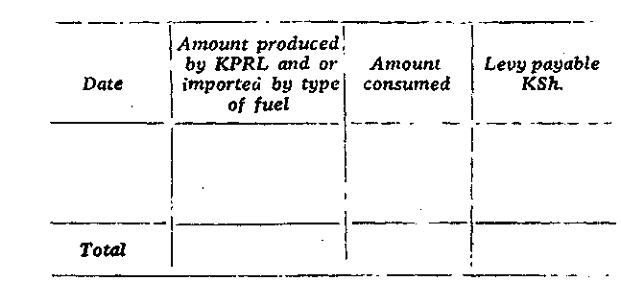 Date
Amount produced
by KPRL and or
imported by type
of fuel
Amount
consumed
Levy payable
KSh.
Total